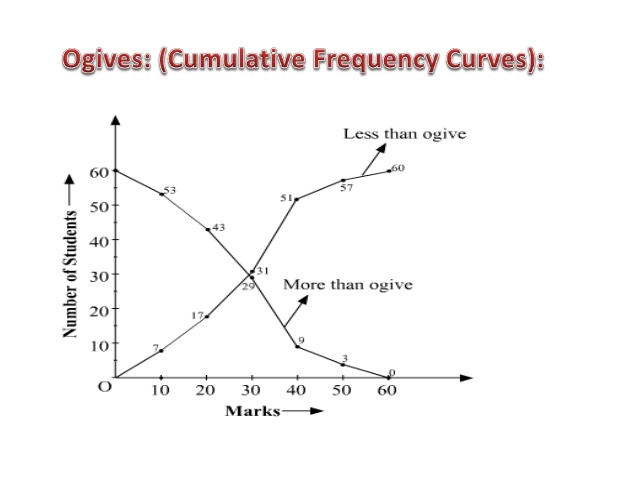 Ogives: (Cumulative Frequency Curves):
Less than ogive
60
60
57
51
53
50
43
40
31
30
29
More than ogive
20
17
10
9
7
3
0
O
10 20 30 40 50 60
Marks
Number of Students